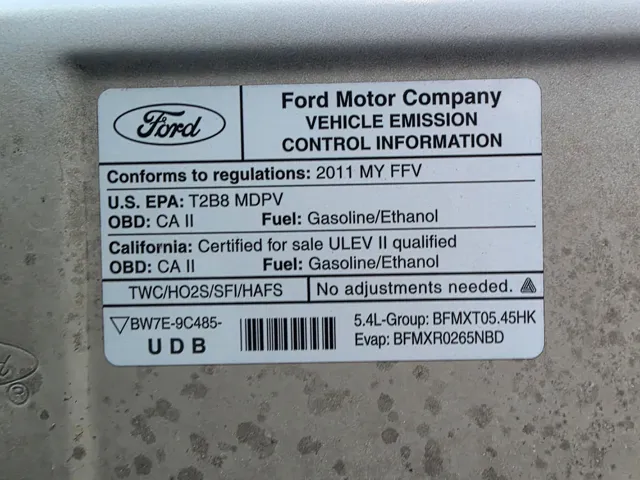 Ford
Ford Motor Company
VEHICLE EMISSION
CONTROL INFORMATION
Conforms to regulations: 2011 MY FFV
U.S. EPA: T2B8 MDPV
OBD: CA II Fuel: Gasoline/Ethanol
California: Certified for sale ULEV II qualified
OBD: CA II Fuel: Gasoline/Ethanol
TWC/HO2S/SFI/HAFS No adjustments needed.
BW7E-9C485- 5.4L-Group: BFMXT05.45HK
UDB Evap: BFMXR0265NBD
®